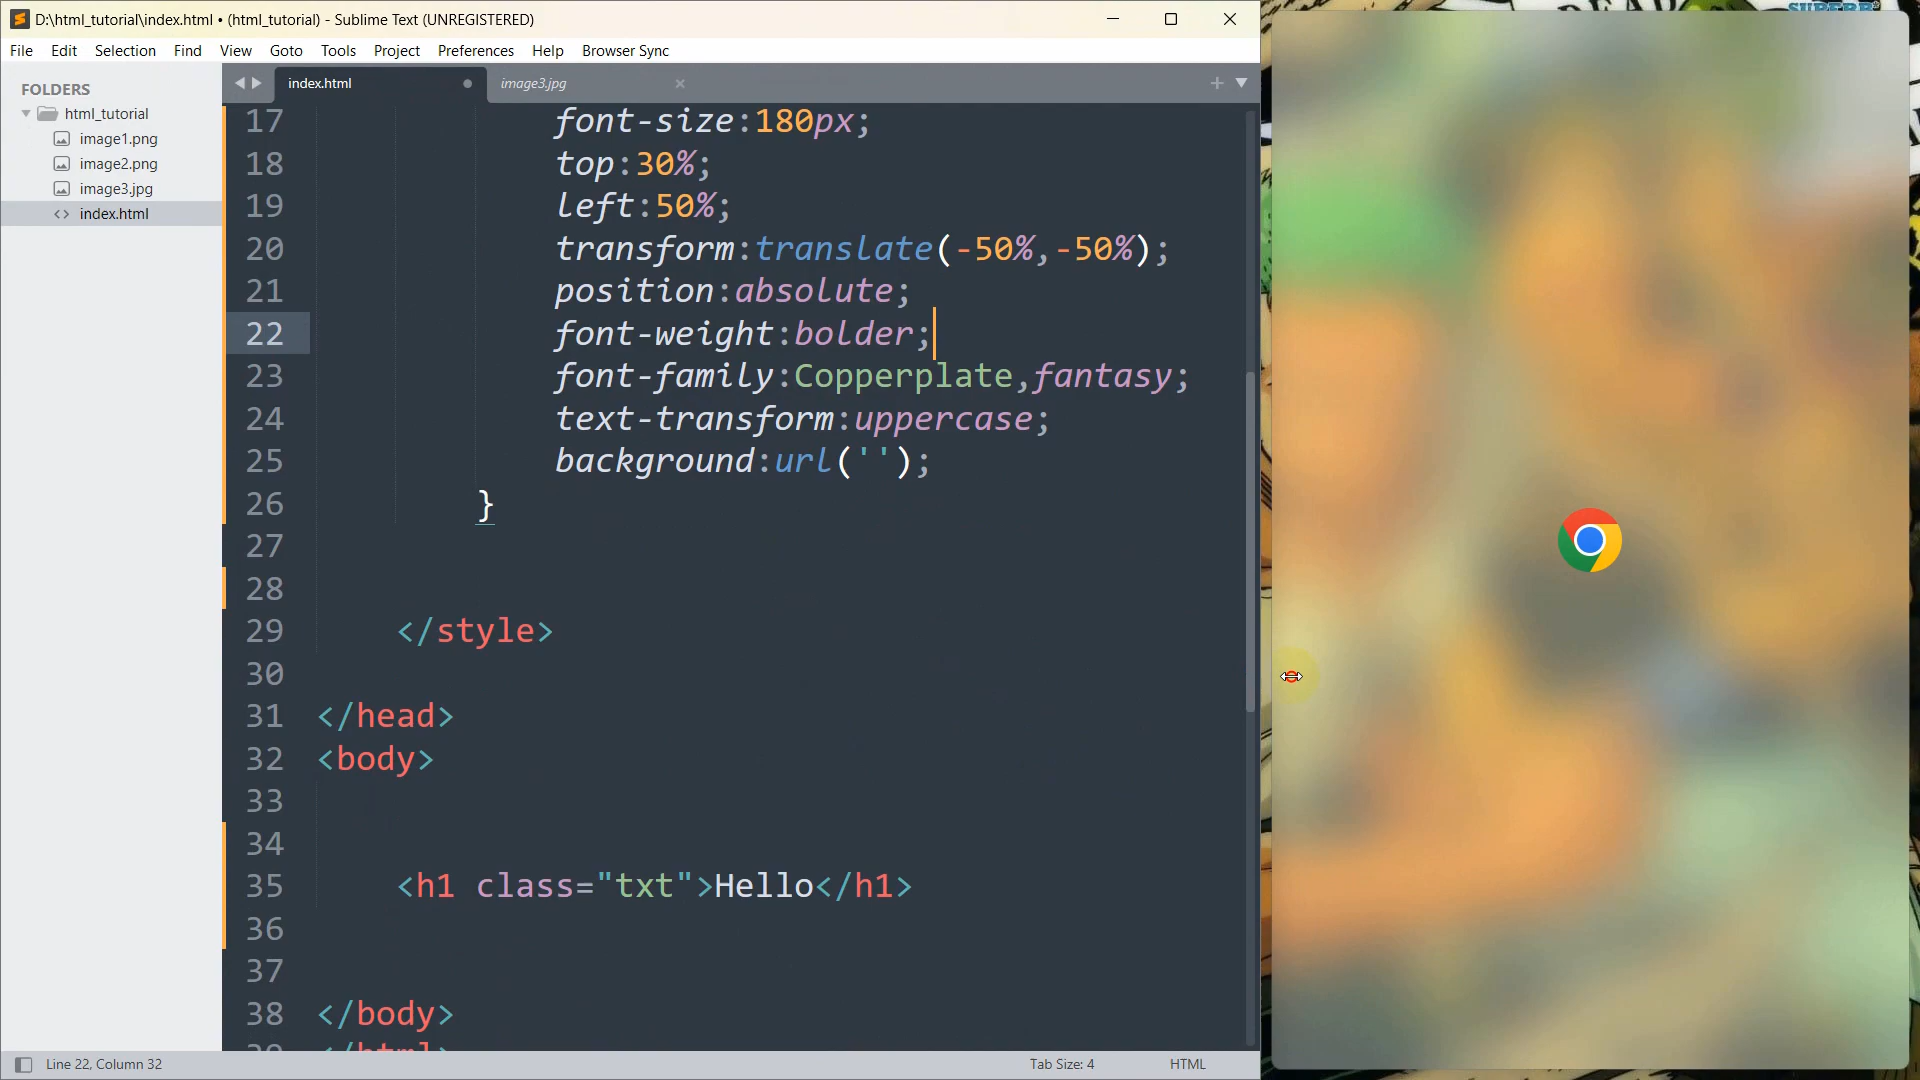 D:\html_tutorial\index.html • (html_tutorial) - Sublime Text (UNREGISTERED)
File Edit Selection Find View Goto Tools Project Preferences Help Browser Sync
FOLDERS
html_tutorial
image1.png
image2.png
image3.jpg
index.html
index.html
image3.jpg
17 font-size:180px;
18 top:30%;
19 left:50%;
20 transform:translate(-50%,-50%);
21 position:absolute;
22 font-weight:bolder;
23 font-family:Copperplate,fantasy;
24 text-transform:uppercase;
25 background:url('');
26 }
27
28
29 </style>
30
31 </head>
32 <body>
33
34
35 <h1 class="txt">Hello</h1>
36
37
38 </body>
39 </html>
Line 22, Column 32
Tab Size: 4
HTML